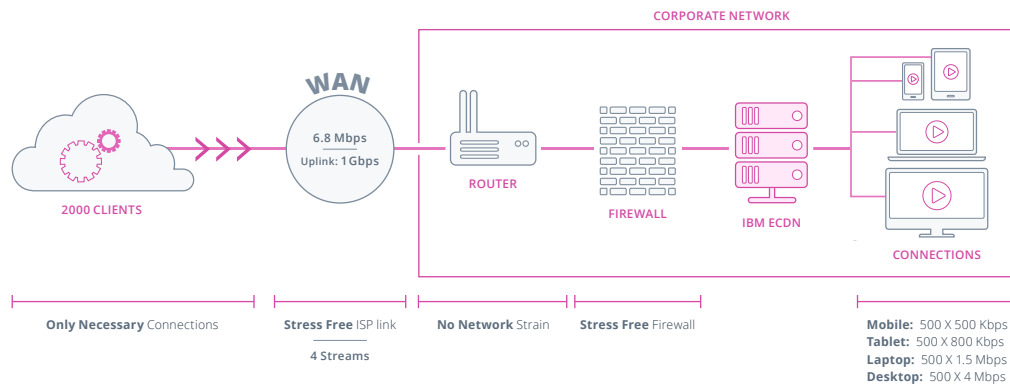 CORPORATE NETWORK
WAN
6.8 Mbps
Uplink: 1Gbps
2000 CLIENTS
ROUTER
FIREWALL
IBM ECDN
CONNECTIONS
Only Necessary Connections
Stress Free ISP link
4 Streams
No Network Strain
Stress Free Firewall
Mobile: 500 X 500 Kbps
Tablet: 500 X 800 Kbps
Laptop: 500 X 1.5 Mbps
Desktop: 500 X 4 Mbps